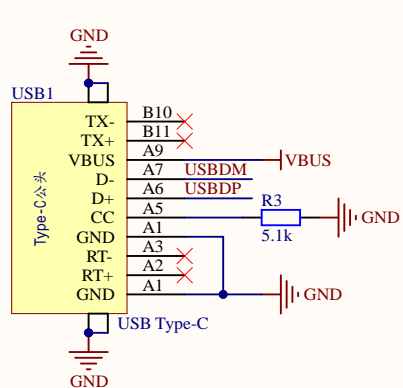 GND
USB1
TX- B10
TX+ B11
VBUS A9 VBUS
D- A7 USBDM
D+ A6 USBDP
CC A5 R3 5.1k GND
GND A1
RT- A3
RT+ A2
GND A1 GND
Type-C公头
USB Type-C
GND